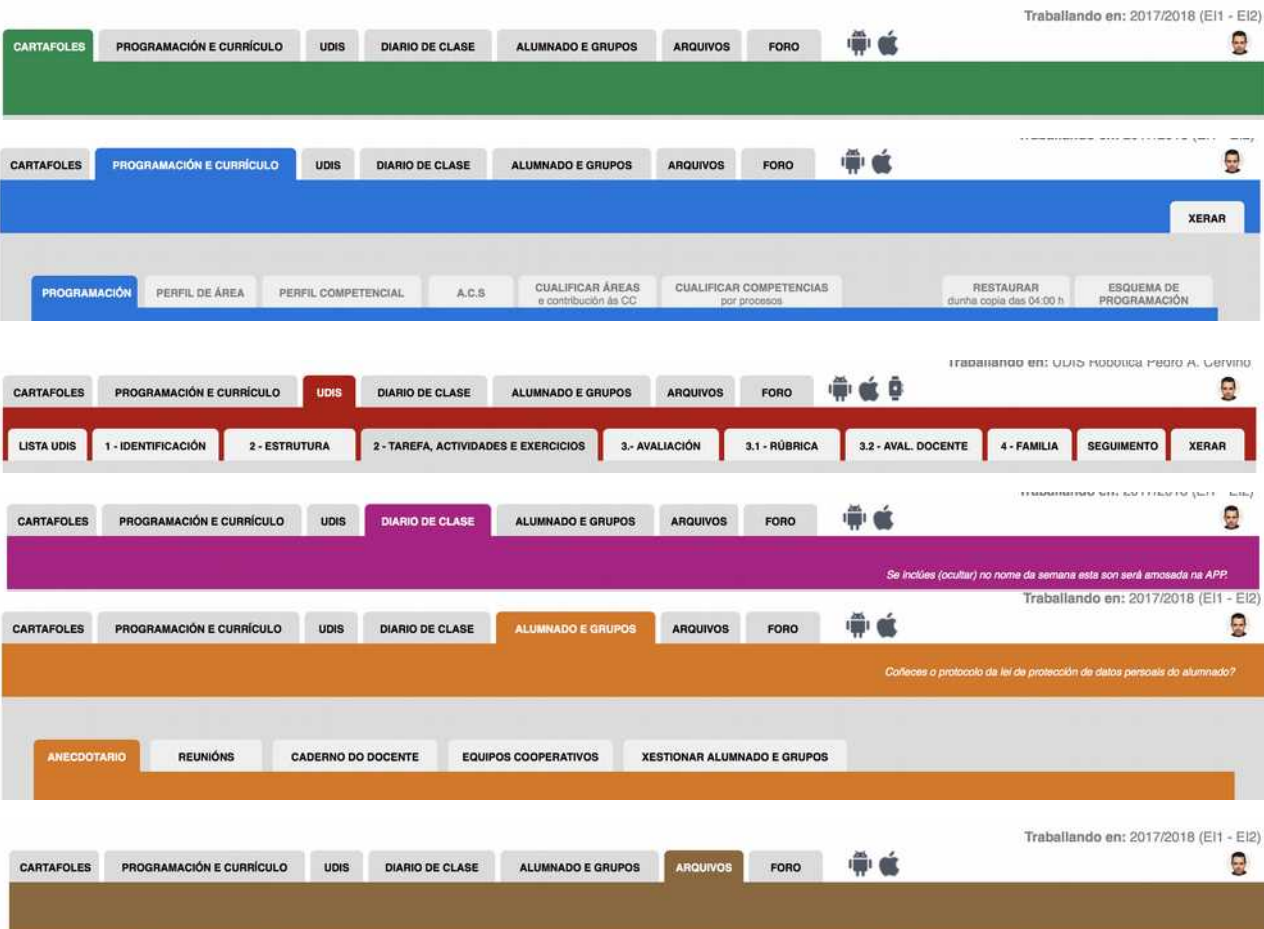 Traballando en: 2017/2018 (EI1 - EI2)
CARTAFOLES PROGRAMACIÓN E CURRÍCULO UDIS DIARIO DE CLASE ALUMNADO E GRUPOS ARQUIVOS FORO
CARTAFOLES PROGRAMACIÓN E CURRÍCULO UDIS DIARIO DE CLASE ALUMNADO E GRUPOS ARQUIVOS FORO
XERAR
PROGRAMACIÓN PERFIL DE ÁREA PERFIL COMPETENCIAL A.C.S CUALIFICAR ÁREAS CUALIFICAR COMPETENCIAS RESTAURAR ESQUEMA DE
e contribución ás CC por procesos dunha copia das 04:00 h PROGRAMACIÓN
Traballando en: UDIS Robótica Pedro A. Cerviño
CARTAFOLES PROGRAMACIÓN E CURRÍCULO UDIS DIARIO DE CLASE ALUMNADO E GRUPOS ARQUIVOS FORO
LISTA UDIS 1 - IDENTIFICACIÓN 2 - ESTRUTURA 2 - TAREFA, ACTIVIDADES E EXERCICIOS 3.- AVALIACIÓN 3.1 - RÚBRICA 3.2 - AVAL. DOCENTE 4 - FAMILIA SEGUIMENTO XERAR
CARTAFOLES PROGRAMACIÓN E CURRÍCULO UDIS DIARIO DE CLASE ALUMNADO E GRUPOS ARQUIVOS FORO
Se inclúes (ocultar) no nome da semana esta son será amosada na APP.
Traballando en: 2017/2018 (EI1 - EI2)
CARTAFOLES PROGRAMACIÓN E CURRÍCULO UDIS DIARIO DE CLASE ALUMNADO E GRUPOS ARQUIVOS FORO
Coñeces o protocolo da lei de protección de datos persoais do alumnado?
ANECDOTARIO REUNIÓNS CADERNO DO DOCENTE EQUIPOS COOPERATIVOS XESTIONAR ALUMNADO E GRUPOS
Traballando en: 2017/2018 (EI1 - EI2)
CARTAFOLES PROGRAMACIÓN E CURRÍCULO UDIS DIARIO DE CLASE ALUMNADO E GRUPOS ARQUIVOS FORO